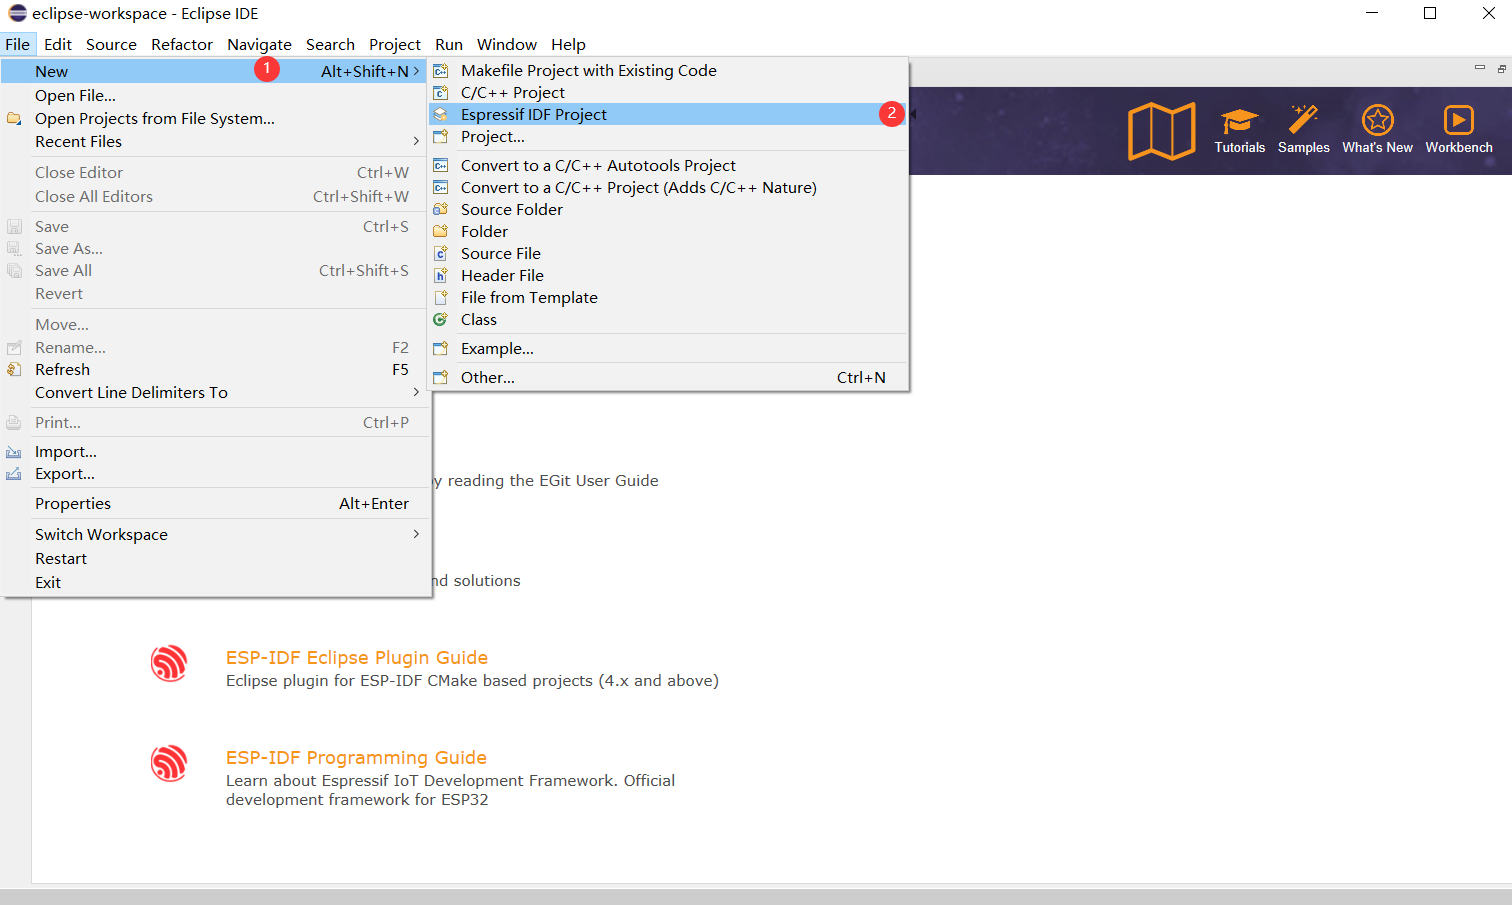 eclipse-workspace - Eclipse IDE
File Edit Source Refactor Navigate Search Project Run Window Help
New 1 Alt+Shift+N
Open File...
Open Projects from File System...
Recent Files
Close Editor Ctrl+W
Close All Editors Ctrl+Shift+W
Save Ctrl+S
Save As...
Save All Ctrl+Shift+S
Revert
Move...
Rename... F2
Refresh F5
Convert Line Delimiters To
Print... Ctrl+P
Import...
Export...
Properties Alt+Enter
Switch Workspace
Restart
Exit
Makefile Project with Existing Code
C/C++ Project
Espressif IDF Project 2
Project...
Convert to a C/C++ Autotools Project
Convert to a C/C++ Project (Adds C/C++ Nature)
Source Folder
Folder
Source File
Header File
File from Template
Class
Example...
Other... Ctrl+N
Tutorials Samples What's New Workbench
reading the EGit User Guide
solutions
ESP-IDF Eclipse Plugin Guide
Eclipse plugin for ESP-IDF CMake based projects (4.x and above)
ESP-IDF Programming Guide
Learn about Espressif IoT Development Framework. Official
development framework for ESP32